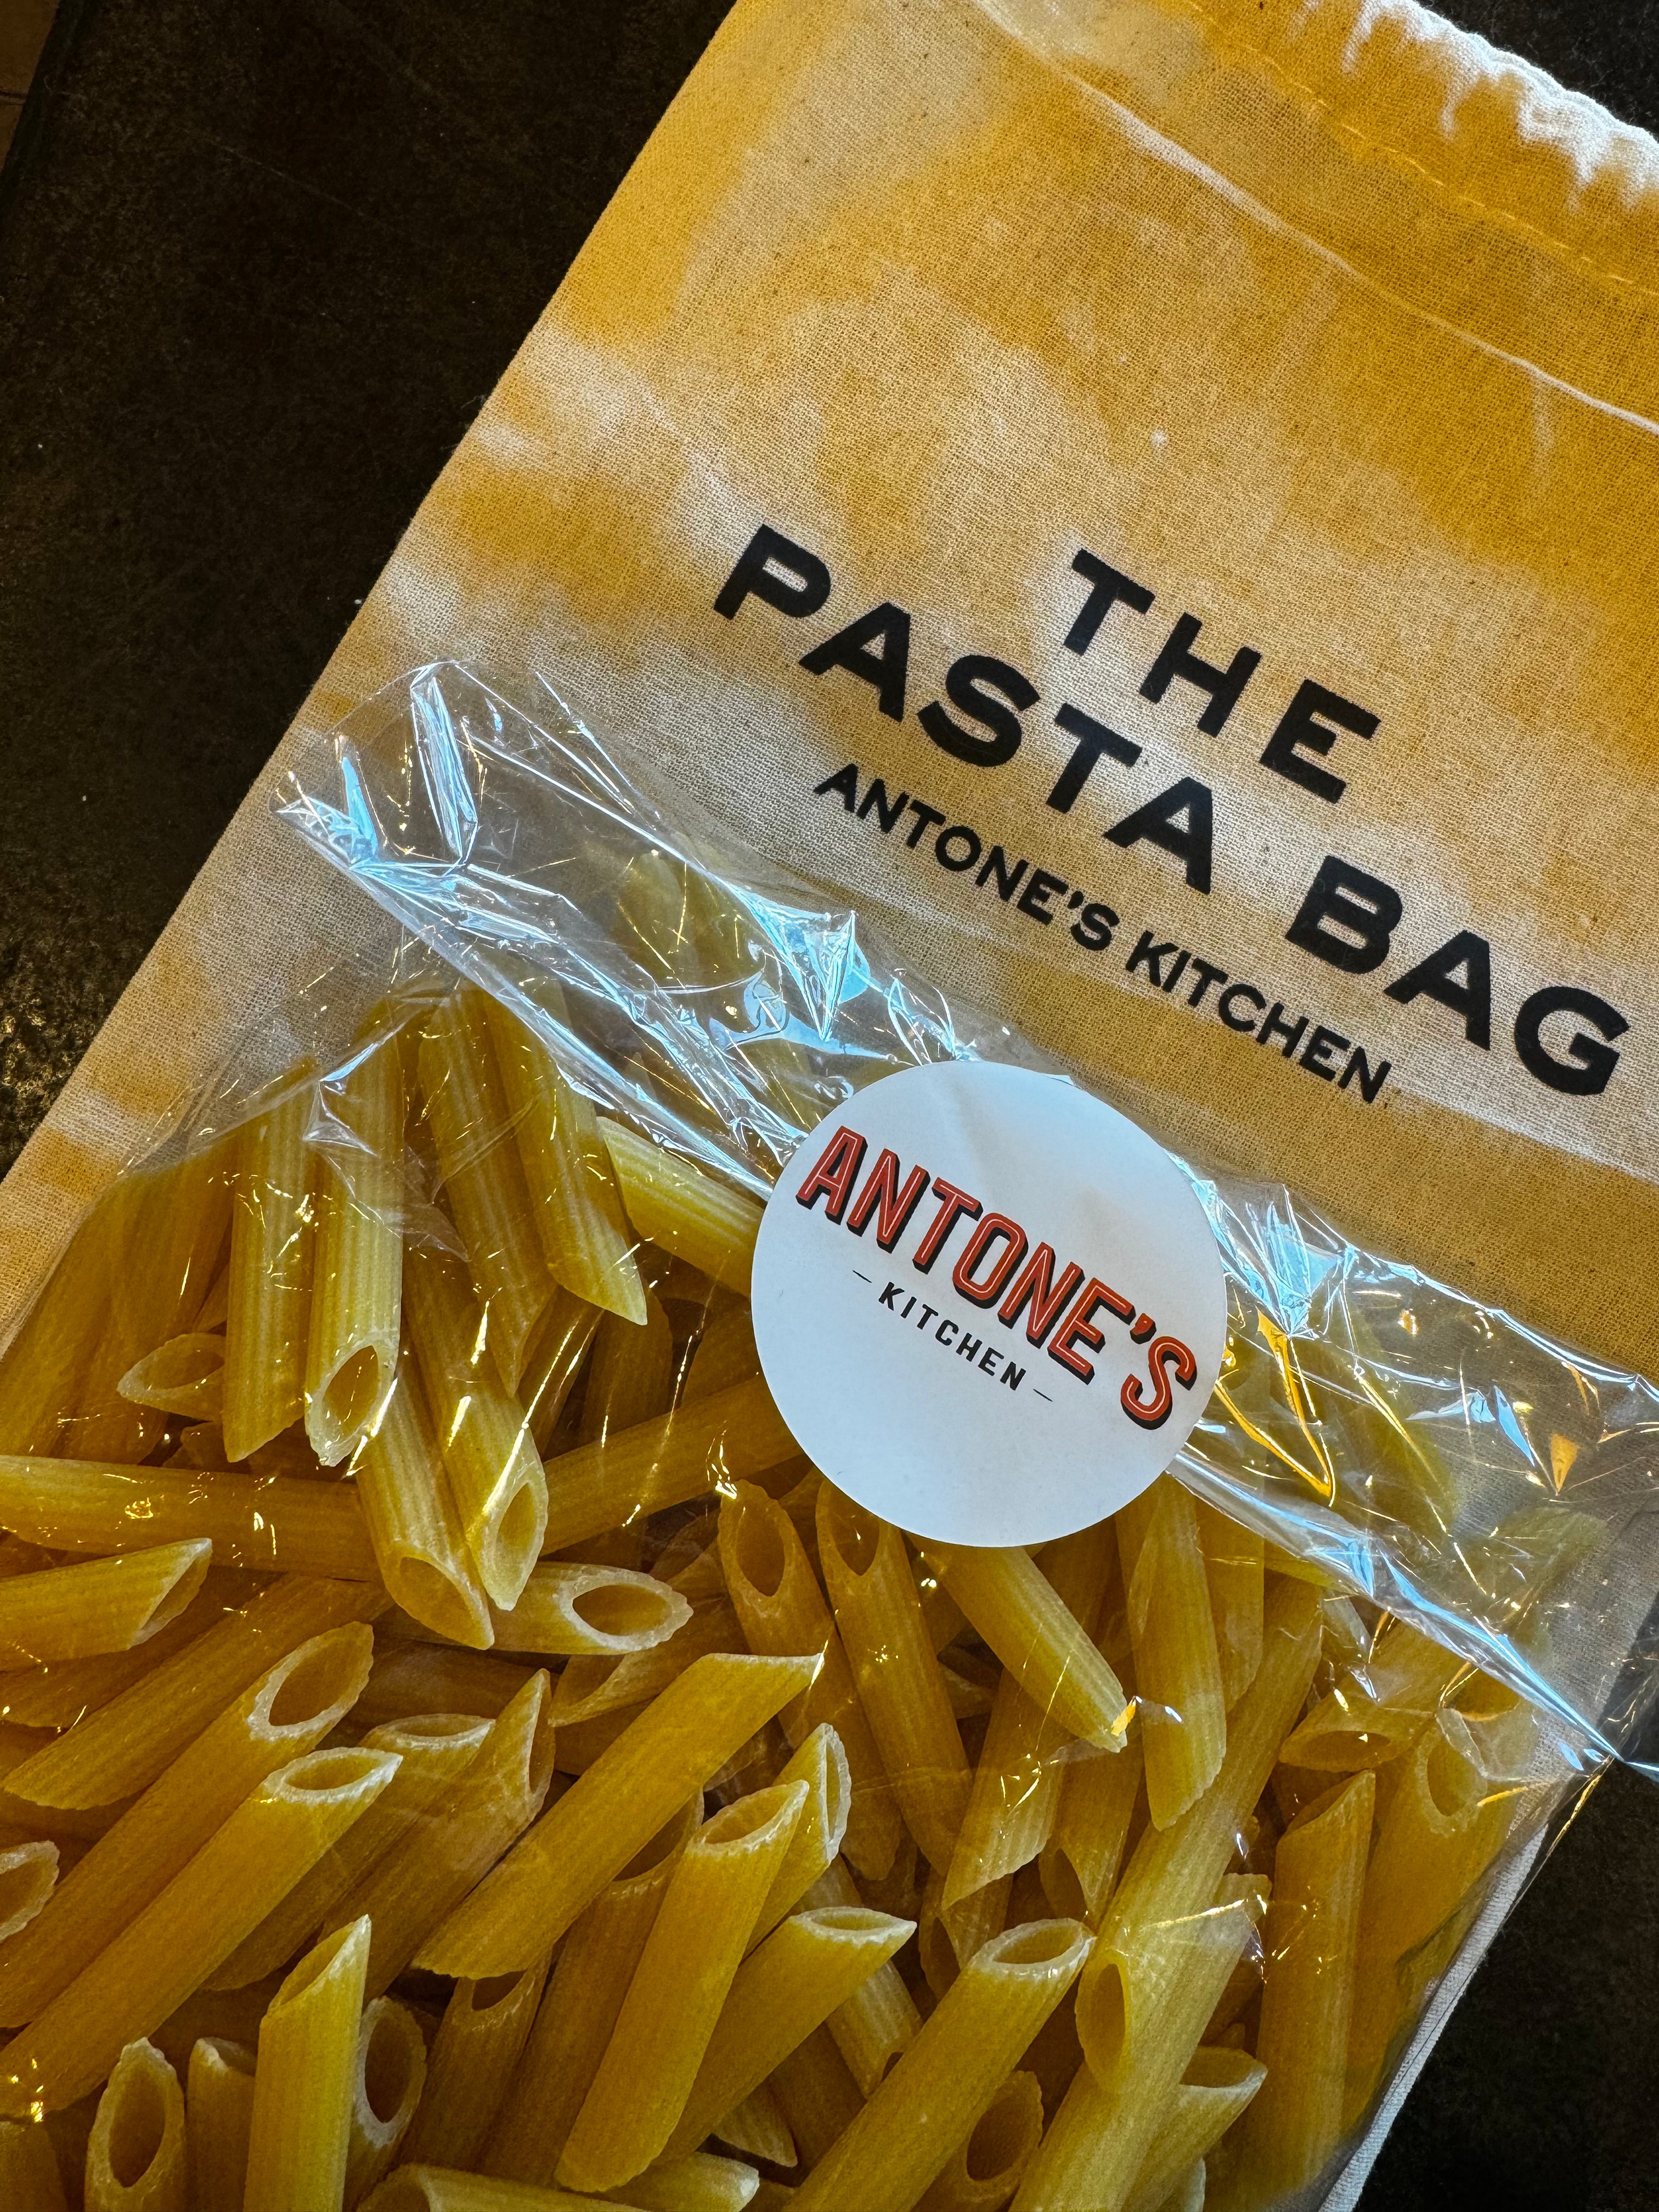 THE
PASTA BAG
ANTONE'S KITCHEN
ANTONE'S
- KITCHEN -